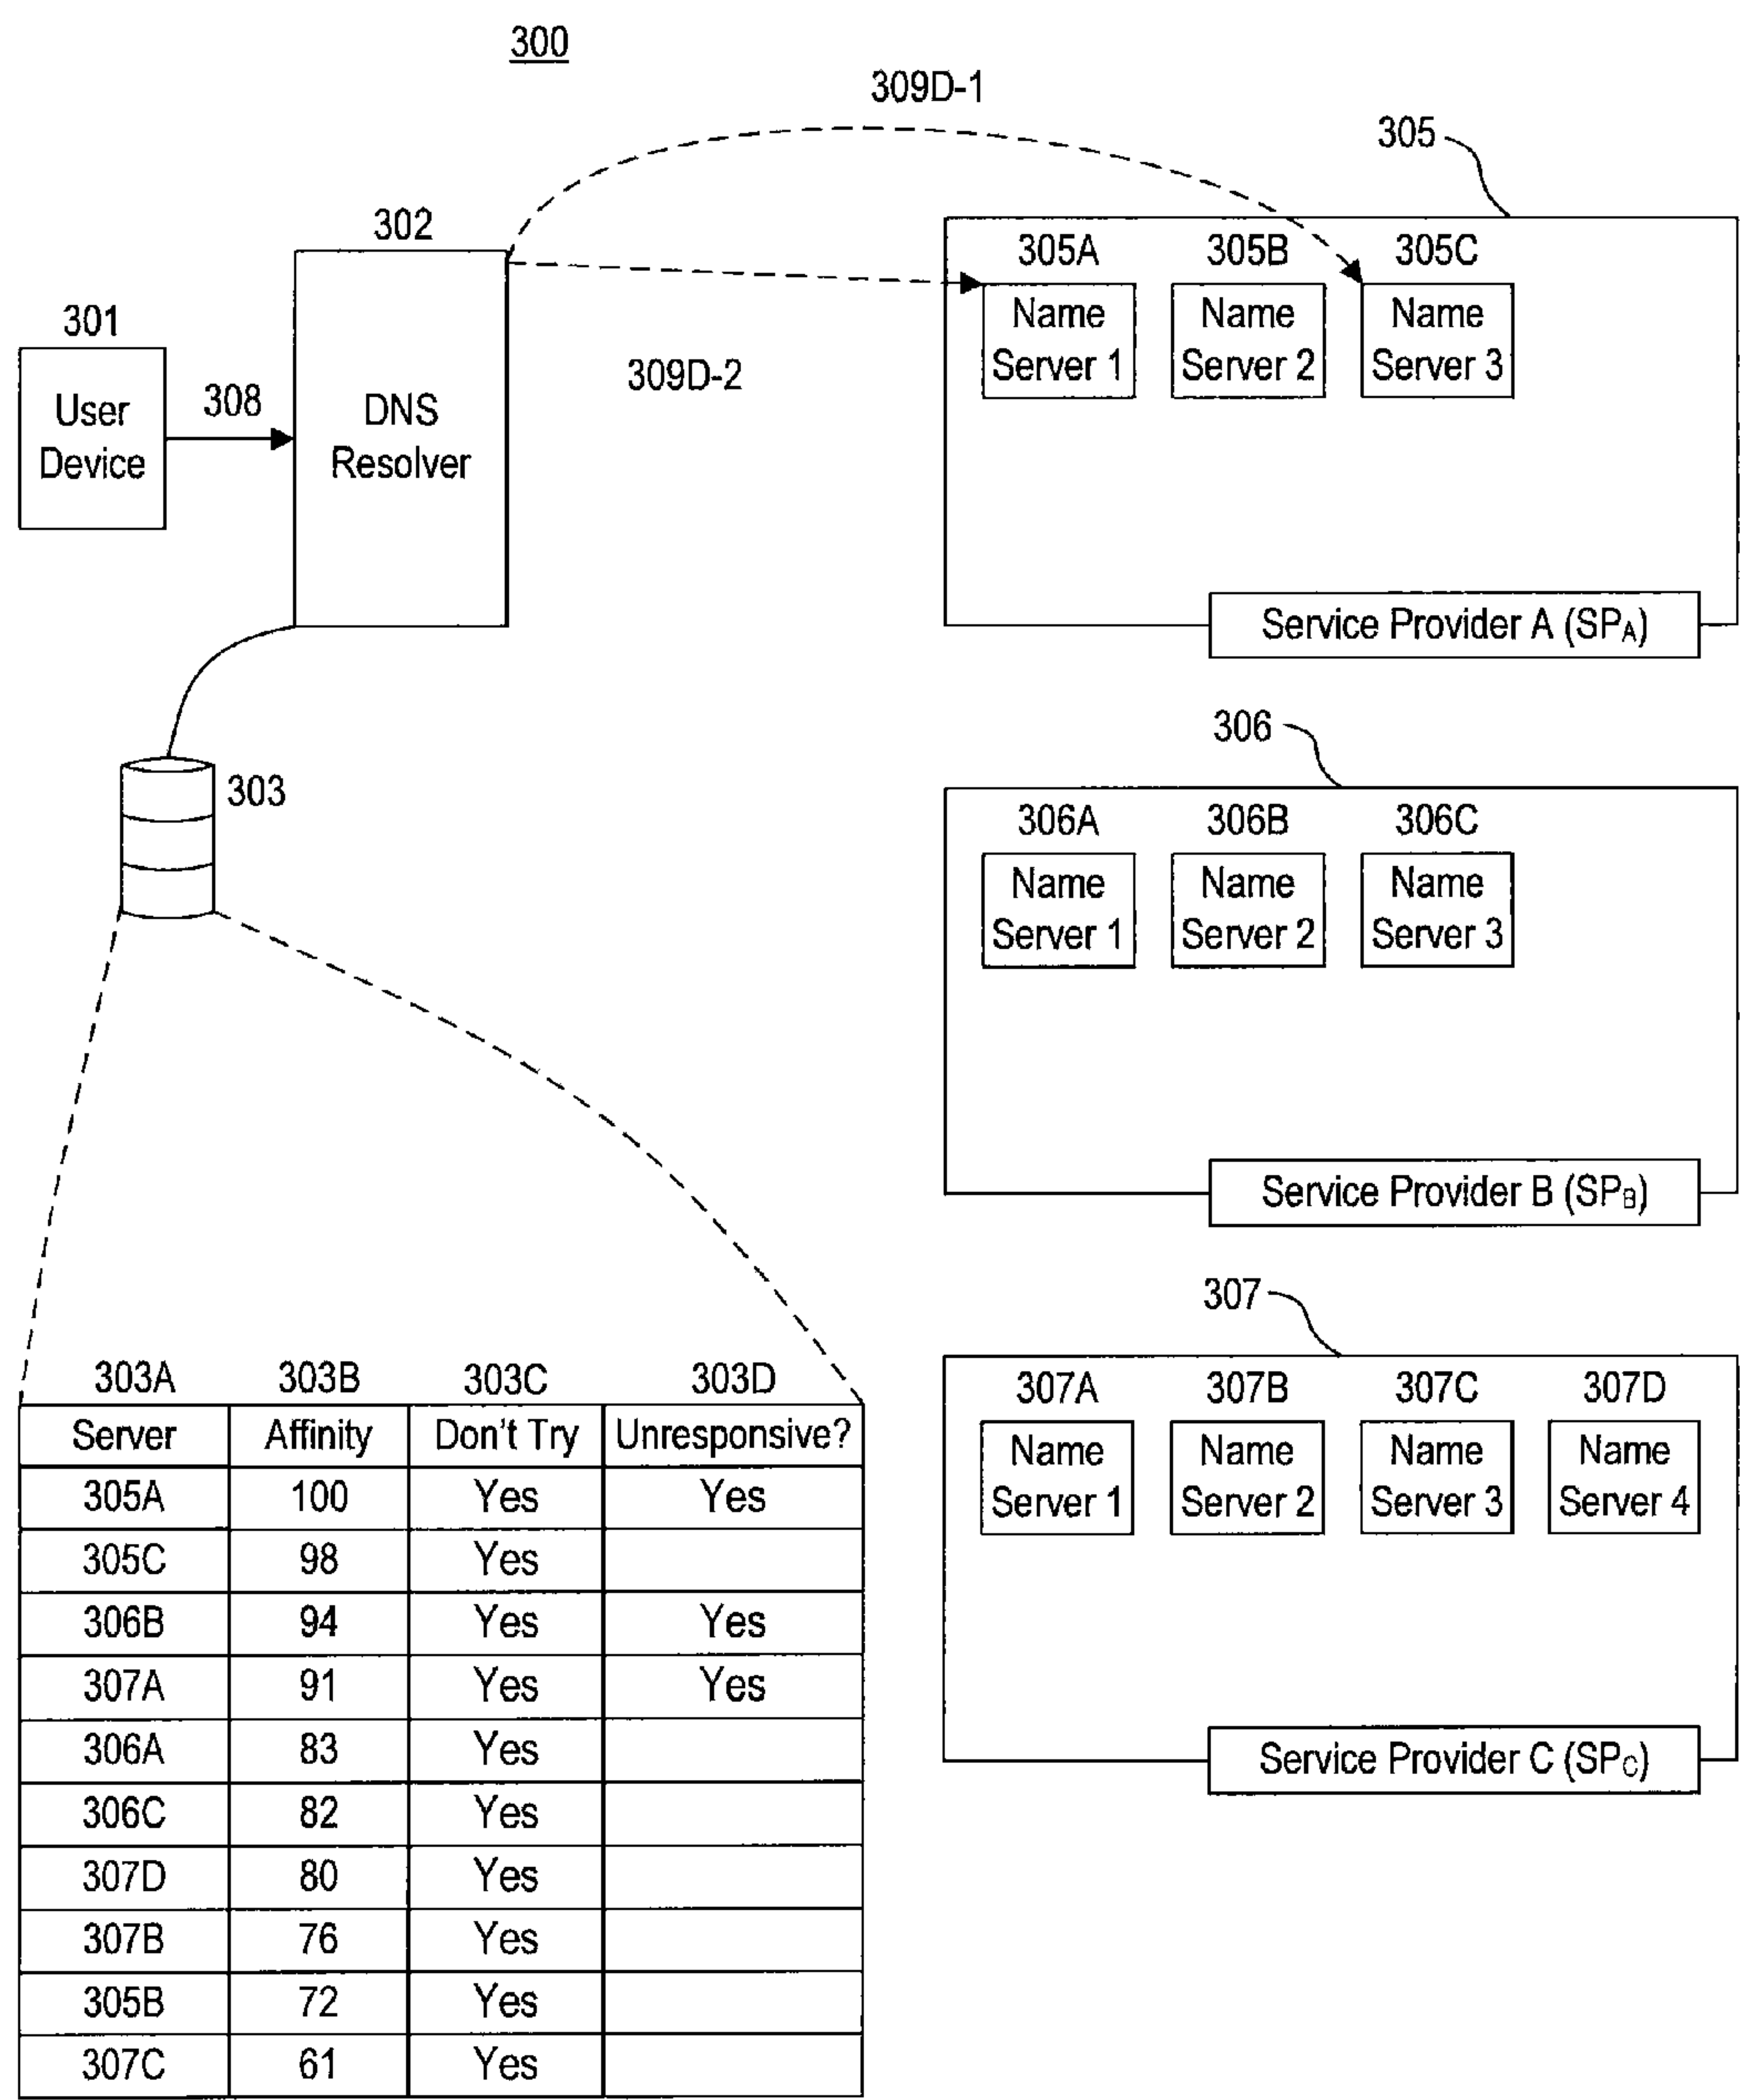 300
309D-1
305
302
305A 305B 305C
Name
Server 1
Name
Server 2
Name
Server 3
301
User
Device
308
DNS
Resolver
309D-2
Service Provider A (SPA)
306
303
306A 306B 306C
Name
Server 1
Name
Server 2
Name
Server 3
Service Provider B (SPB)
307
307A 307B 307C 307D
Name
Server 1
Name
Server 2
Name
Server 3
Name
Server 4
Service Provider C (SPC)
303A 303B 303C 303D
Server Affinity Don't Try Unresponsive?
305A 100 Yes Yes
305C 98 Yes
306B 94 Yes Yes
307A 91 Yes Yes
306A 83 Yes
306C 82 Yes
307D 80 Yes
307B 76 Yes
305B 72 Yes
307C 61 Yes